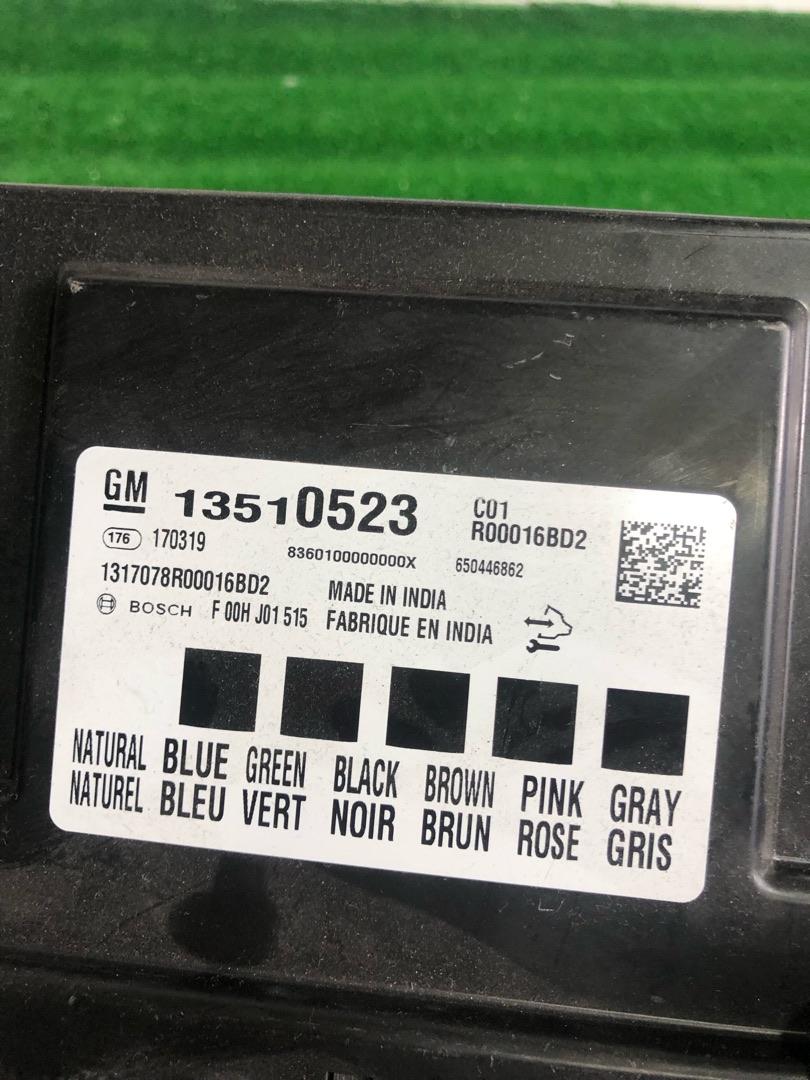 GM 13510523 C01
R00016BD2
176 170319 8360100000000X 650446862
1317078R00016BD2 MADE IN INDIA
BOSCH F 00H J01 515 FABRIQUE EN INDIA
NATURAL BLUE GREEN BLACK BROWN PINK GRAY
NATUREL BLEU VERT NOIR BRUN ROSE GRIS